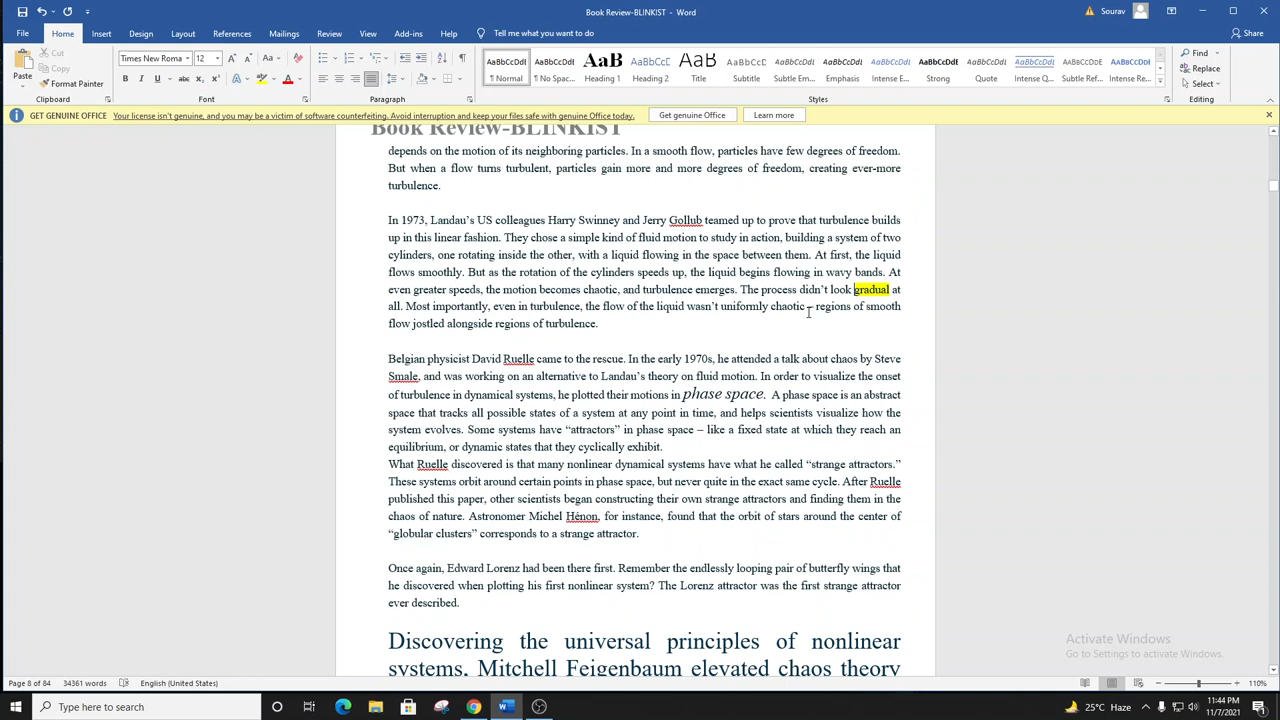 Book Review-BLINKIST - Word
Sourav
File Home Insert Design Layout References Mailings Review View Add-ins Help Tell me what you want to do Share
Cut
Copy
Format Painter
Paste
Clipboard
Times New Roma 12
Font
Paragraph
AaBbCcDdI AaBbCcDdI AaB AaBbCcD AaB AaBbCcD AaBbCcDdI AaBbCcDdI AaBbCcDdI AaBbCcDdI AaBbCcDdI AaBbCcDdI AABBCCDDE AABBCCDDI
¶ Normal ¶ No Spac... Heading 1 Heading 2 Title Subtitle Subtle Em... Emphasis Intense E... Strong Quote Intense Q... Subtle Ref... Intense Re...
Styles
Find
Replace
Select
Editing
GET GENUINE OFFICE Your license isn't genuine, and you may be a victim of software counterfeiting. Avoid interruption and keep your files safe with genuine Office today. Get genuine Office Learn more
Book Review-BLINKIST
depends on the motion of its neighboring particles. In a smooth flow, particles have few degrees of freedom.
But when a flow turns turbulent, particles gain more and more degrees of freedom, creating ever-more
turbulence.
In 1973, Landau’s US colleagues Harry Swinney and Jerry Gollub teamed up to prove that turbulence builds
up in this linear fashion. They chose a simple kind of fluid motion to study in action, building a system of two
cylinders, one rotating inside the other, with a liquid flowing in the space between them. At first, the liquid
flows smoothly. But as the rotation of the cylinders speeds up, the liquid begins flowing in wavy bands. At
even greater speeds, the motion becomes chaotic, and turbulence emerges. The process didn’t look gradual at
all. Most importantly, even in turbulence, the flow of the liquid wasn’t uniformly chaotic – regions of smooth
flow jostled alongside regions of turbulence.
Belgian physicist David Ruelle came to the rescue. In the early 1970s, he attended a talk about chaos by Steve
Smale, and was working on an alternative to Landau’s theory on fluid motion. In order to visualize the onset
of turbulence in dynamical systems, he plotted their motions in phase space. A phase space is an abstract
space that tracks all possible states of a system at any point in time, and helps scientists visualize how the
system evolves. Some systems have “attractors” in phase space – like a fixed state at which they reach an
equilibrium, or dynamic states that they cyclically exhibit.
What Ruelle discovered is that many nonlinear dynamical systems have what he called “strange attractors.”
These systems orbit around certain points in phase space, but never quite in the exact same cycle. After Ruelle
published this paper, other scientists began constructing their own strange attractors and finding them in the
chaos of nature. Astronomer Michel Hénon, for instance, found that the orbit of stars around the center of
“globular clusters” corresponds to a strange attractor.
Once again, Edward Lorenz had been there first. Remember the endlessly looping pair of butterfly wings that
he discovered when plotting his first nonlinear system? The Lorenz attractor was the first strange attractor
ever described.
Discovering the universal principles of nonlinear
systems, Mitchell Feigenbaum elevated chaos theory
Activate Windows
Go to Settings to activate Windows.
Page 8 of 84 34361 words English (United States) 110%
Type here to search
25°C Haze
11:44 PM
11/7/2021